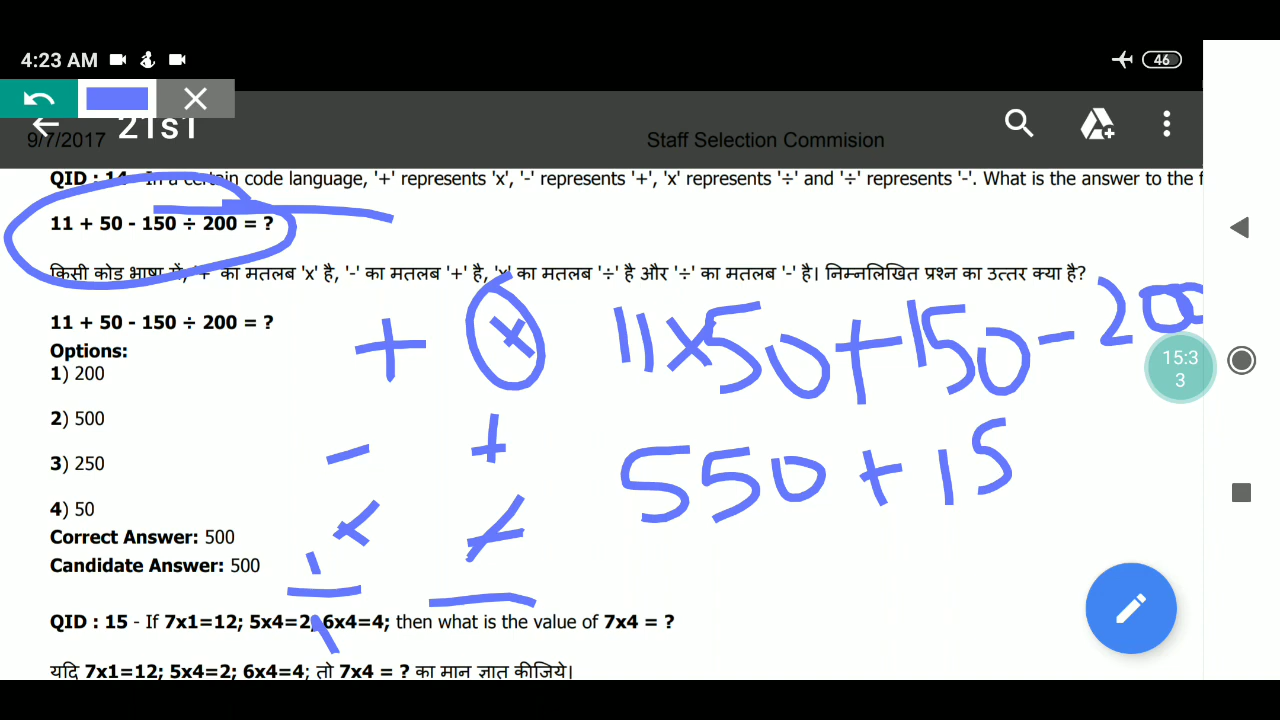 4:23 AM 46
21s1
9/7/2017 Staff Selection Commision
QID : 14 - In a certain code language, '+' represents 'x', '-' represents '+', 'x' represents '÷' and '÷' represents '-'. What is the answer to the f
11 + 50 - 150 ÷ 200 = ?
किसी कोड भाषा में, '+' का मतलब 'x' है, '-' का मतलब '+' है, 'x' का मतलब '÷' है और '÷' का मतलब '-' है। निम्नलिखित प्रश्न का उत्तर क्या है?
11 + 50 - 150 ÷ 200 = ?
+ × 11×50+150-200
Options:
1) 200
15:3
3
2) 500
- +
550+15
3) 250
4) 50
× ÷
Correct Answer: 500
Candidate Answer: 500
÷ -
QID : 15 - If 7x1=12; 5x4=2; 6x4=4; then what is the value of 7x4 = ?
यदि 7x1=12; 5x4=2; 6x4=4; तो 7x4 = ? का मान ज्ञात कीजिये।